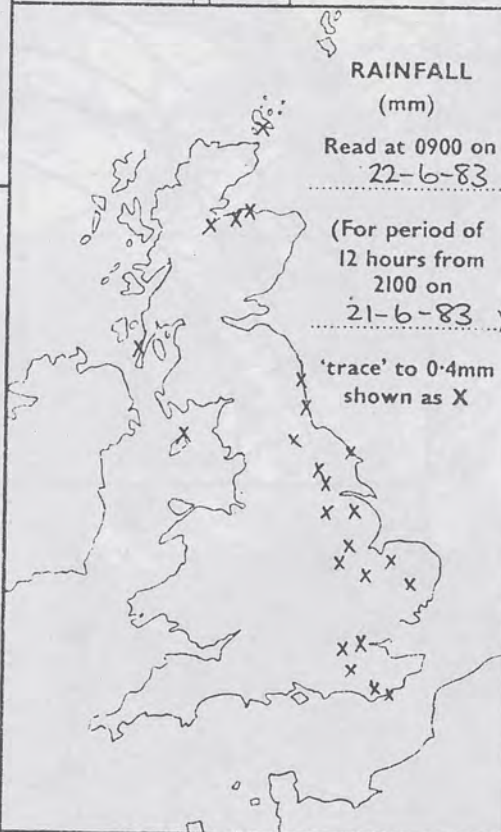 RAINFALL
(mm)
Read at 0900 on
22-6-83
(For period of
12 hours from
2100 on
21-6-83 )
'trace' to 0·4mm
shown as X